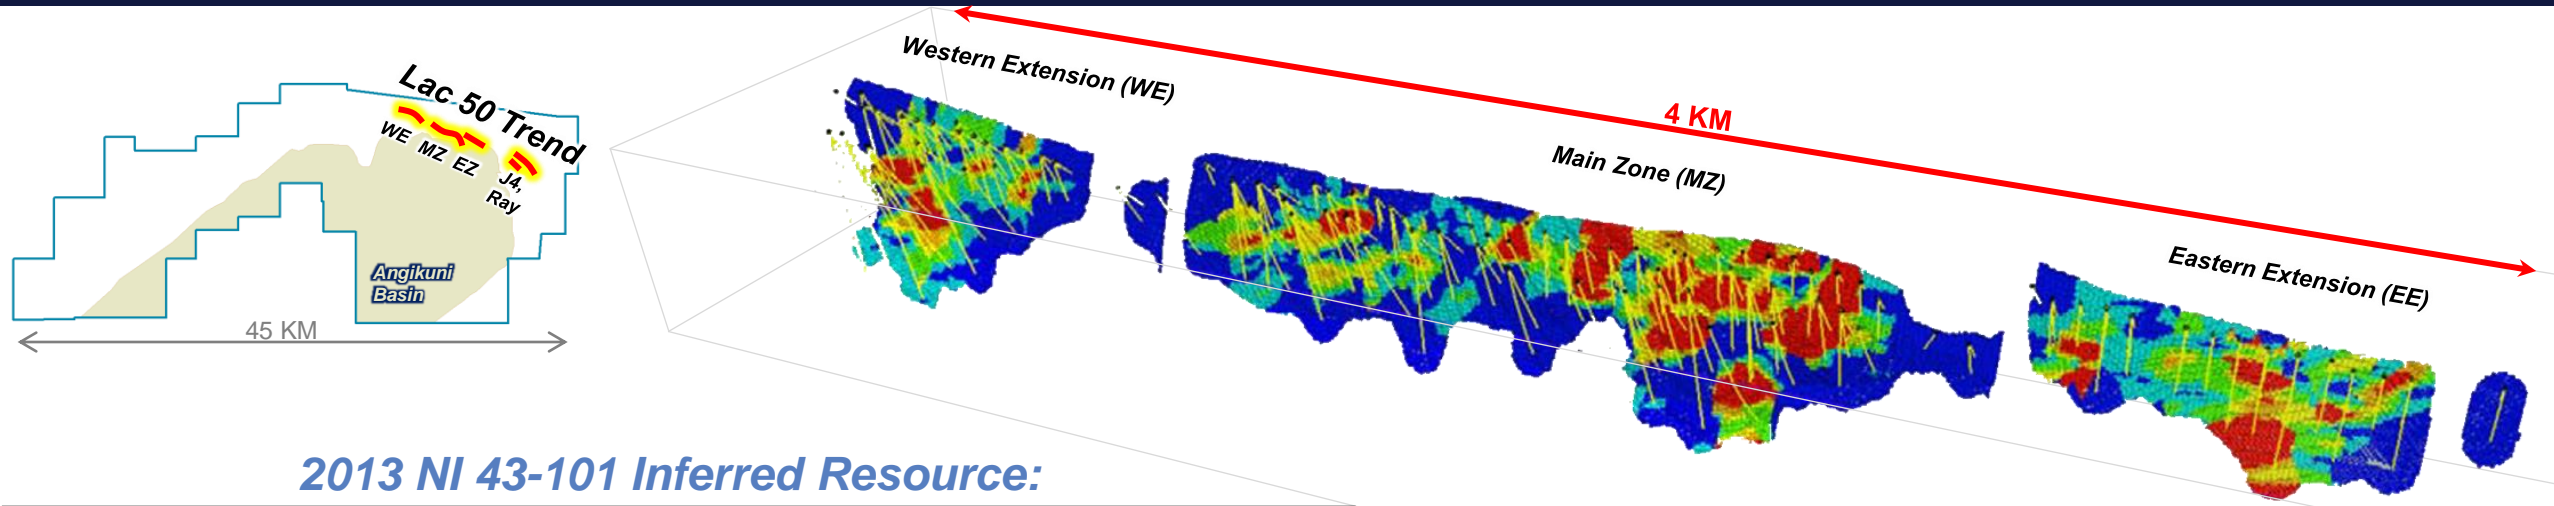 Lac 50 Trend
WE
MZ
EZ
J4,
Ray
Angikuni
Basin
45 KM
Western Extension (WE)
4 KM
Main Zone (MZ)
Eastern Extension (EE)
2013 NI 43-101 Inferred Resource: